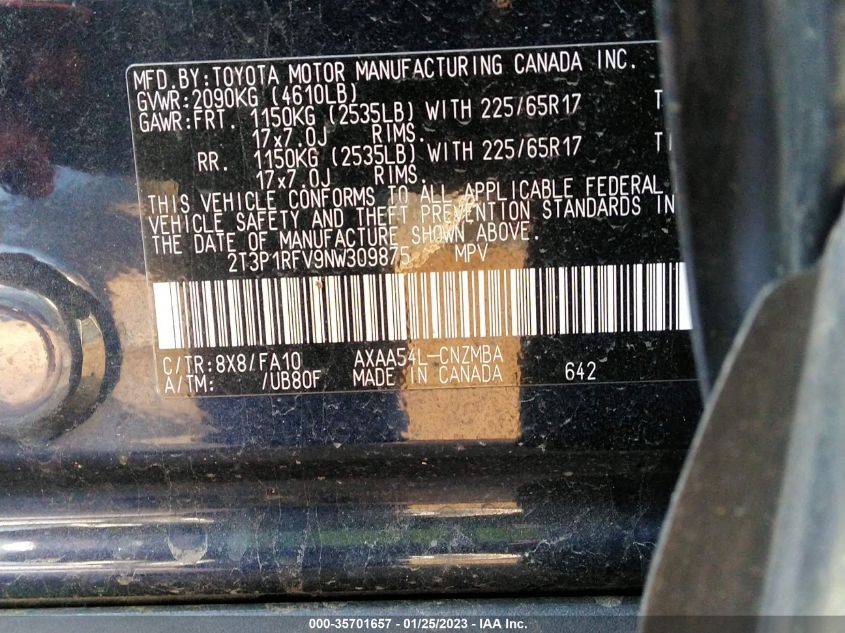 MFD.BY:TOYOTA MOTOR MANUFACTURING CANADA INC.
GVWR:2090KG (4610LB)
GAWR:FRT. 1150KG (2535LB) WITH 225/65R17 T
17x7.0J RIMS.
RR. 1150KG (2535LB) WITH 225/65R17 T
17x7.0J RIMS.
THIS VEHICLE CONFORMS TO ALL APPLICABLE FEDERAL
VEHICLE SAFETY AND THEFT PREVENTION STANDARDS IN
THE DATE OF MANUFACTURE SHOWN ABOVE.
2T3P1RFV9NW309875 MPV
C/TR:8X8/FA10 AXAA54L-CNZMBA
A/TM: /UB80F MADE IN CANADA 642
000-35701657 - 01/25/2023 - IAA Inc.